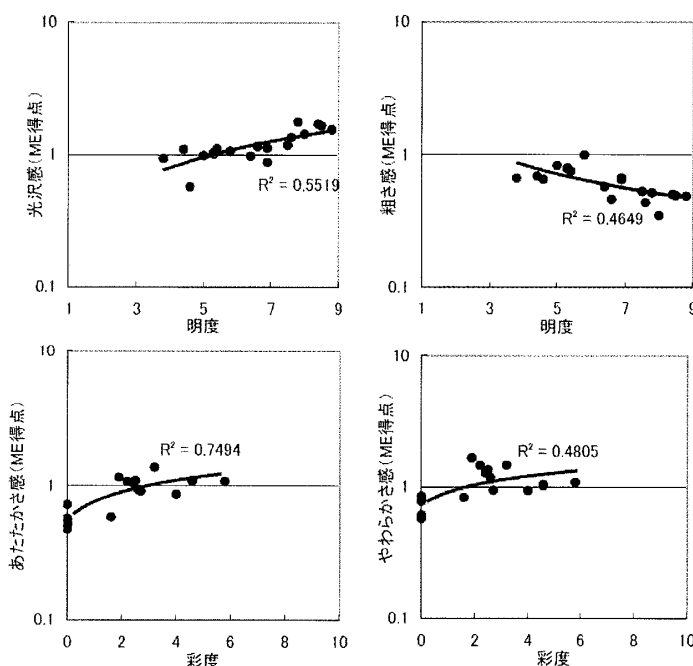 10
光沢感(ME得点)
1
R² = 0.5519
0.1
1 3 5 7 9
明度
10
粗さ感(ME得点)
1
R² = 0.4649
0.1
1 3 5 7 9
明度
10
あたたかさ感(ME得点)
R² = 0.7494
1
0.1
0 2 4 6 8 10
彩度
10
やわらかさ感(ME得点)
R² = 0.4805
1
0.1
0 2 4 6 8 10
彩度